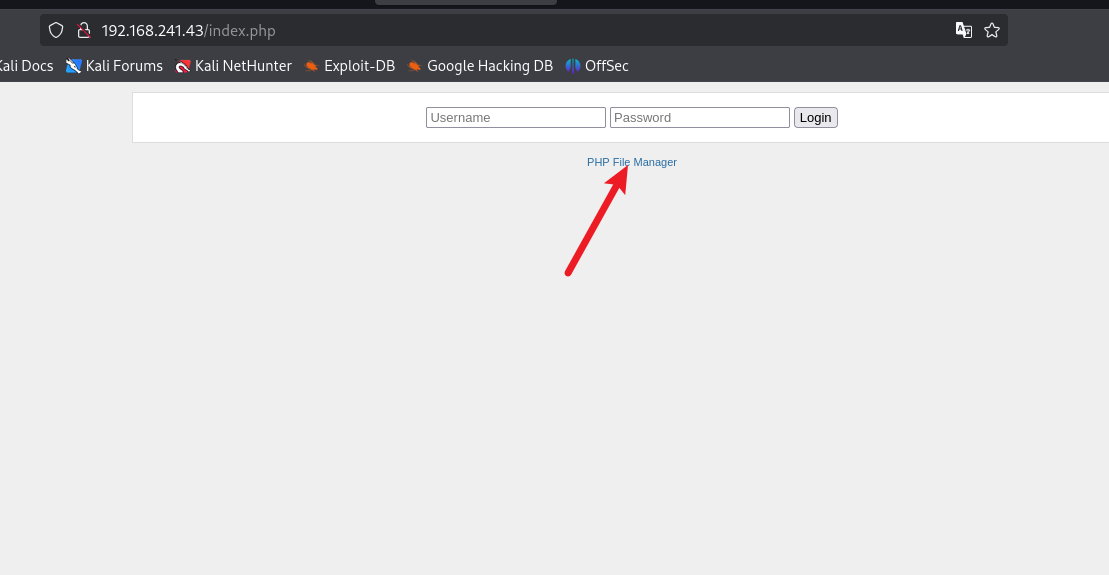 192.168.241.43/index.php
Kali Docs Kali Forums Kali NetHunter Exploit-DB Google Hacking DB OffSec
Username Password Login
PHP File Manager